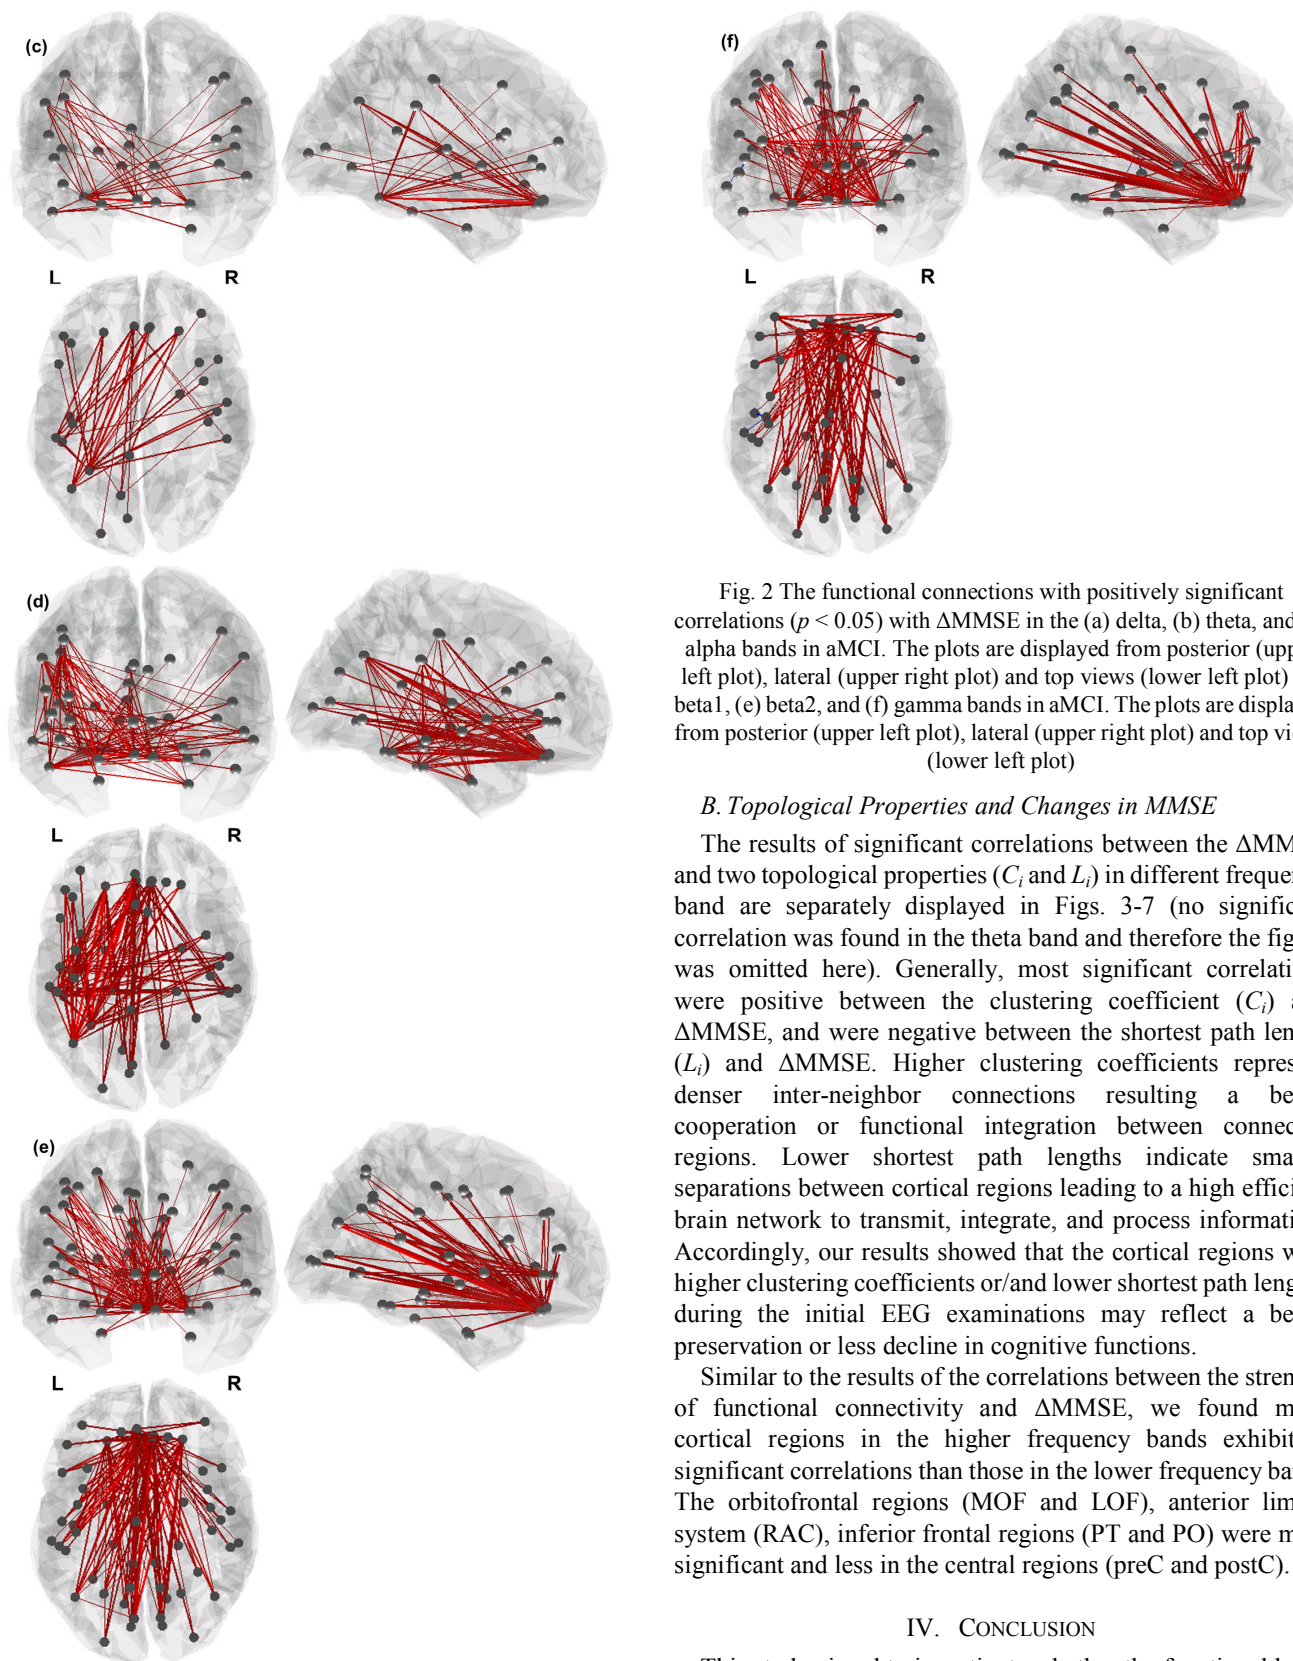 (c)
L
R
(d)
L
R
(e)
L
R
(f)
L
R
Fig. 2 The functional connections with positively significant
correlations (p < 0.05) with ΔMMSE in the (a) delta, (b) theta, and
alpha bands in aMCI. The plots are displayed from posterior (upp
left plot), lateral (upper right plot) and top views (lower left plot)
beta1, (e) beta2, and (f) gamma bands in aMCI. The plots are display
from posterior (upper left plot), lateral (upper right plot) and top vie
(lower left plot)
B. Topological Properties and Changes in MMSE
The results of significant correlations between the ΔMM
and two topological properties (Ci and Li) in different frequen
band are separately displayed in Figs. 3-7 (no signific
correlation was found in the theta band and therefore the fig
was omitted here). Generally, most significant correlati
were positive between the clustering coefficient (Ci) a
ΔMMSE, and were negative between the shortest path len
(Li) and ΔMMSE. Higher clustering coefficients repres
denser inter-neighbor connections resulting a be
cooperation or functional integration between connec
regions. Lower shortest path lengths indicate smal
separations between cortical regions leading to a high effici
brain network to transmit, integrate, and process informati
Accordingly, our results showed that the cortical regions w
higher clustering coefficients or/and lower shortest path leng
during the initial EEG examinations may reflect a be
preservation or less decline in cognitive functions.
Similar to the results of the correlations between the stren
of functional connectivity and ΔMMSE, we found m
cortical regions in the higher frequency bands exhibit
significant correlations than those in the lower frequency ban
The orbitofrontal regions (MOF and LOF), anterior lim
system (RAC), inferior frontal regions (PT and PO) were m
significant and less in the central regions (preC and postC).
IV. CONCLUSION